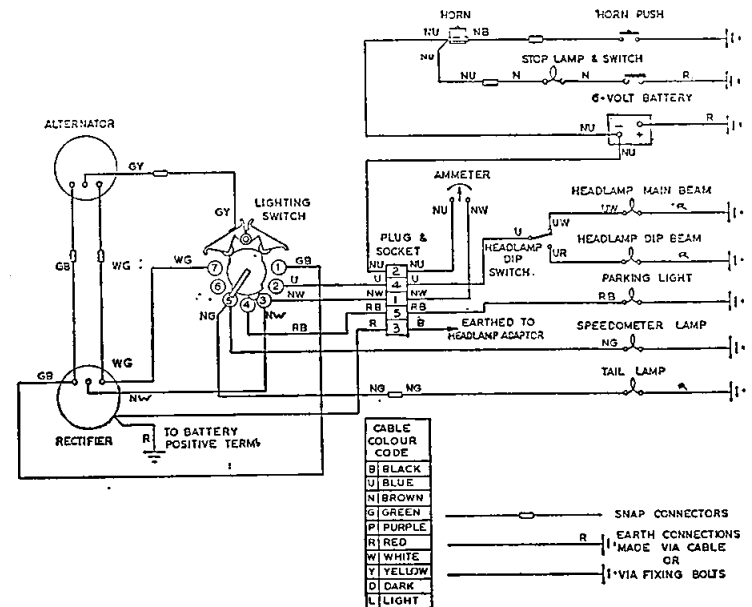 HORN
HORN PUSH
NU
NB
NU
STOP LAMP & SWITCH
NU
N
N
R
6-VOLT BATTERY
R
NU
- +
NU
ALTERNATOR
GY
GY
LIGHTING
SWITCH
AMMETER
NU
NW
HEADLAMP MAIN BEAM
UW
R
UW
U
HEADLAMP
DIP
SWITCH.
HEADLAMP DIP BEAM
UR
R
PLUG &
SOCKET
GB
WG
WG
7
1
GB
6
2
U
5
4
3
NW
NG
NW
RB
NU
2
NU
U
4
U
NW
1
NW
RB
5
RB
R
3
B
EARTHED TO
HEADLAMP ADAPTOR
PARKING LIGHT
RB
SPEEDOMETER LAMP
NG
TAIL LAMP
NG
NG
R
GB
WG
NW
RECTIFIER
R
TO BATTERY
POSITIVE TERML
CABLE
COLOUR
CODE
B BLACK
U BLUE
N BROWN
G GREEN
P PURPLE
R RED
W WHITE
Y YELLOW
D DARK
L LIGHT
SNAP CONNECTORS
R
EARTH CONNECTIONS
MADE VIA CABLE
OR
VIA FIXING BOLTS